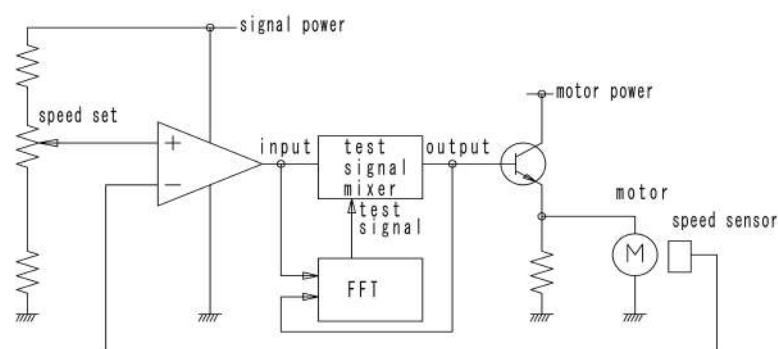 signal power
speed set
motor power
+
−
input
test
signal
mixer
output
test
signal
motor
speed sensor
M
FFT